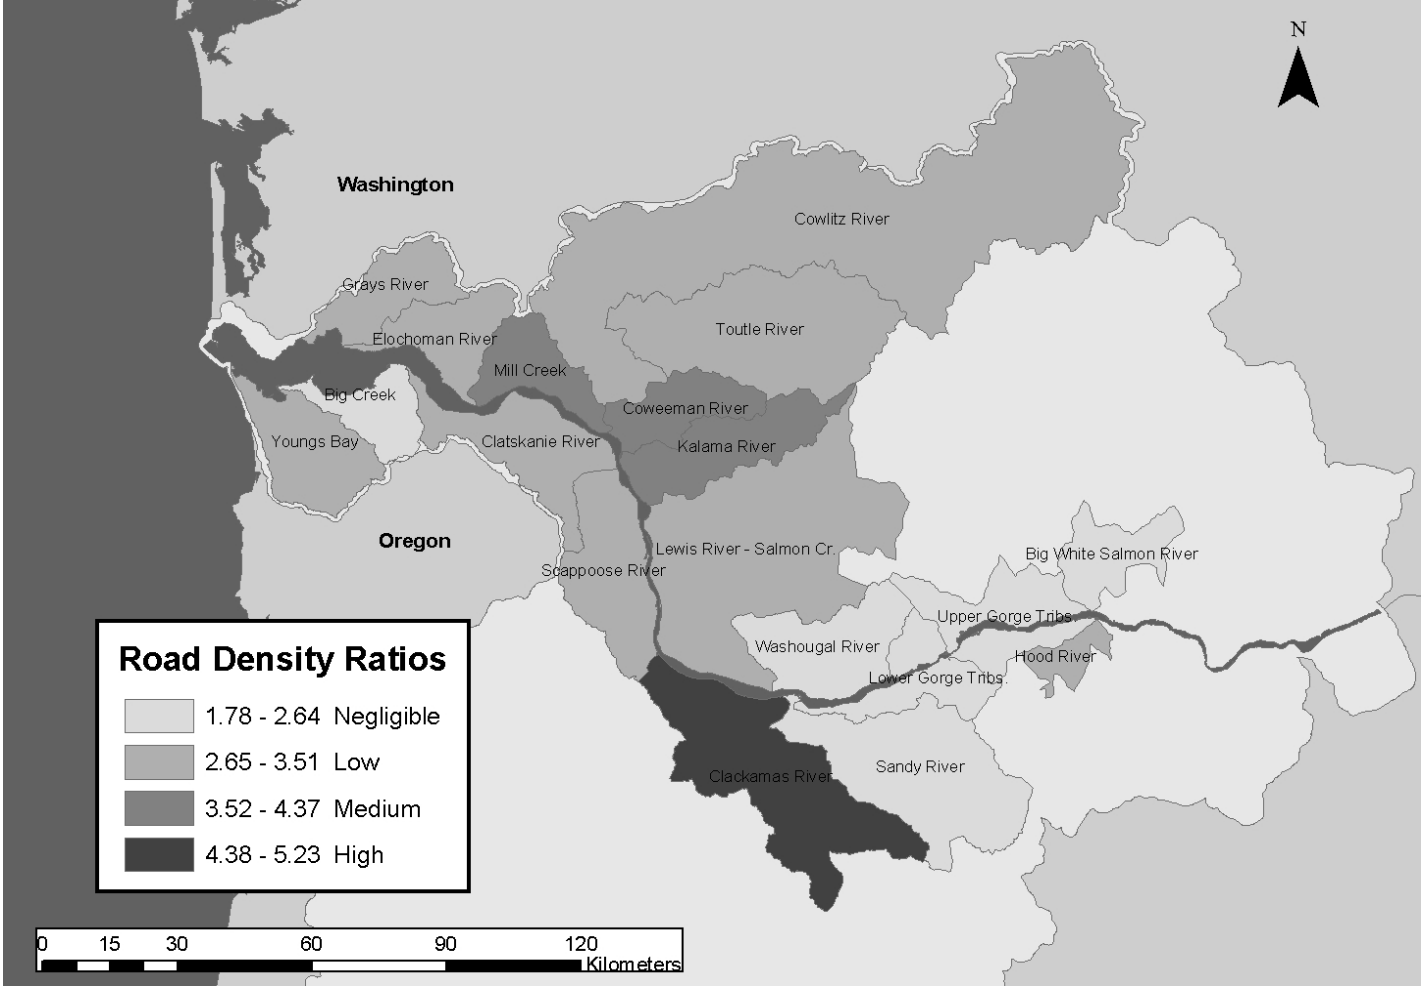 N
Washington
Cowlitz River
Grays River
Toutle River
Elochoman River
Mill Creek
Big Creek
Coweeman River
Youngs Bay
Clatskanie River
Kalama River
Oregon
Lewis River - Salmon Cr.
Big White Salmon River
Scappoose River
Upper Gorge Tribs.
Washougal River
Hood River
Lower Gorge Tribs.
Clackamas River
Sandy River
Road Density Ratios
1.78 - 2.64 Negligible
2.65 - 3.51 Low
3.52 - 4.37 Medium
4.38 - 5.23 High
0 15 30 60 90 120
Kilometers